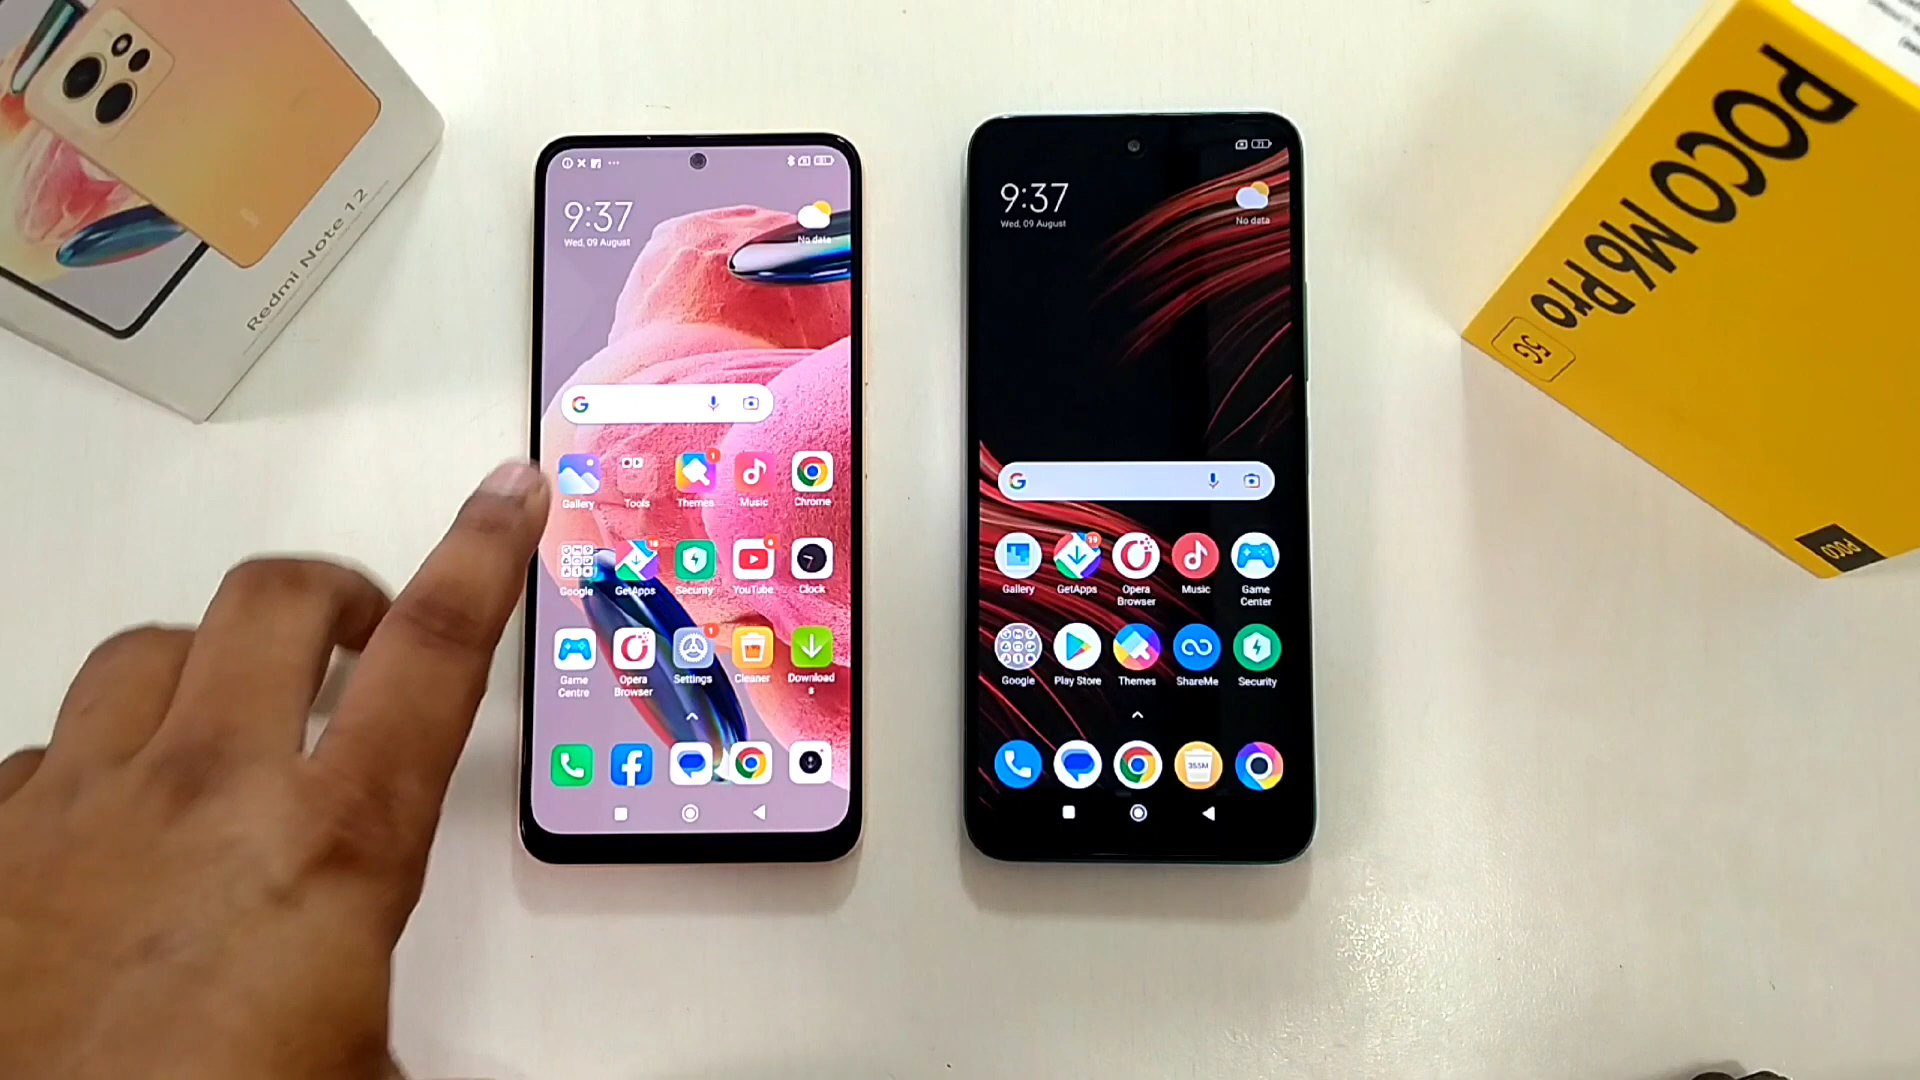 Redmi Note 12
POCO M6 Pro
5G
POCO
9:37
Wed, 09 August
No data
Gallery
Tools
Themes
Music
Chrome
Google
GetApps
Security
YouTube
Clock
Game
Centre
Opera
Browser
Settings
Cleaner
Download
s
9:37
Wed, 09 August
No data
Gallery
GetApps
Opera
Browser
Music
Game
Center
Google
Play Store
Themes
ShareMe
Security
355M